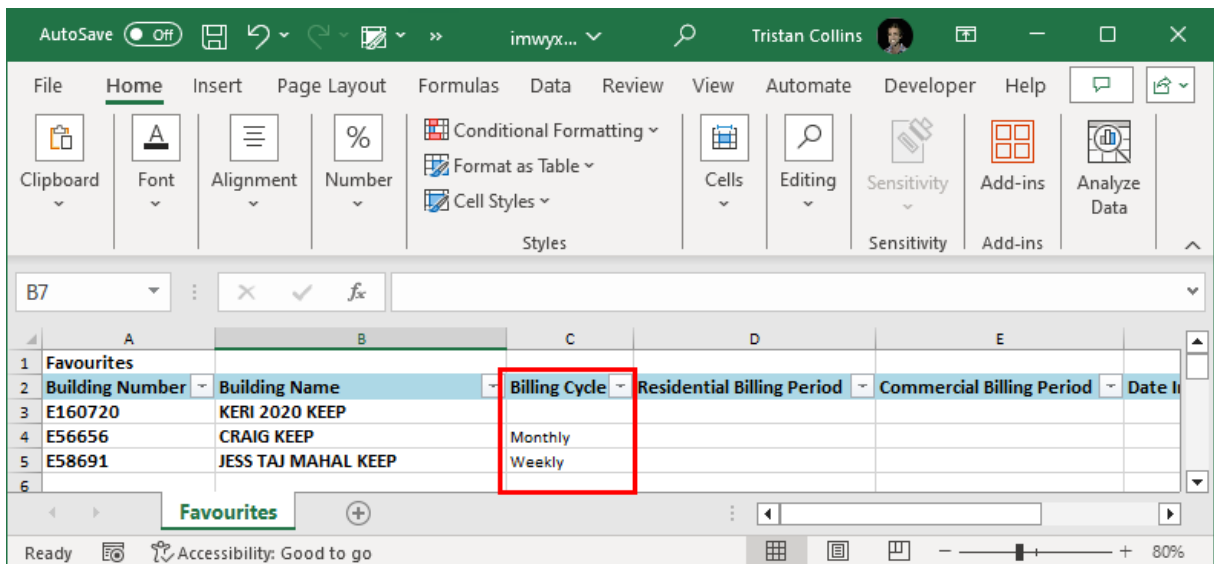 AutoSave Off imwyx... Tristan Collins
File Home Insert Page Layout Formulas Data Review View Automate Developer Help
Clipboard
Font
Alignment
%
Number
Conditional Formatting
Format as Table
Cell Styles
Styles
Cells
Editing
Sensitivity
Sensitivity
Add-ins
Add-ins
Analyze
Data
B7 fx
A B C D E
1 Favourites
2 Building Number Building Name Billing Cycle Residential Billing Period Commercial Billing Period Date I
3 E160720 KERI 2020 KEEP
4 E56656 CRAIG KEEP Monthly
5 E58691 JESS TAJ MAHAL KEEP Weekly
6
Favourites
Ready Accessibility: Good to go 80%